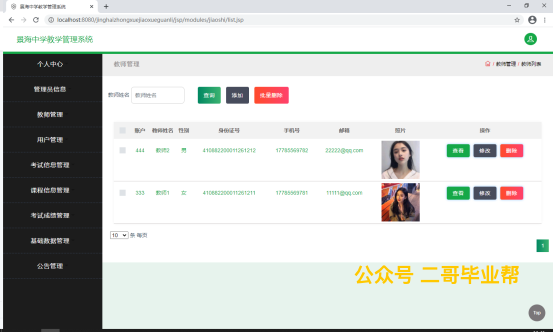 蓝海中学教学管理系统
localhost:8080/jinghaizhongxuejiaoxueguanli/jsp/modules/jiaoshi/list.jsp
蓝海中学教学管理系统
个人中心
管理员信息
教师管理
用户管理
考试信息管理
课程信息管理
考试成绩管理
基础数据管理
公告管理
教师管理
/ 教师管理 / 教师列表
教师姓名 教师姓名 查询 添加 批量删除
账户 教师姓名 性别 身份证号 手机号 邮箱 照片 操作
444 教师2 男 410882200011261212 17785569782 22222@qq.com 查看 修改 删除
333 教师1 女 410882200011261211 17785569781 11111@qq.com 查看 修改 删除
10 条 每页
1
公众号 二哥毕业帮
Top